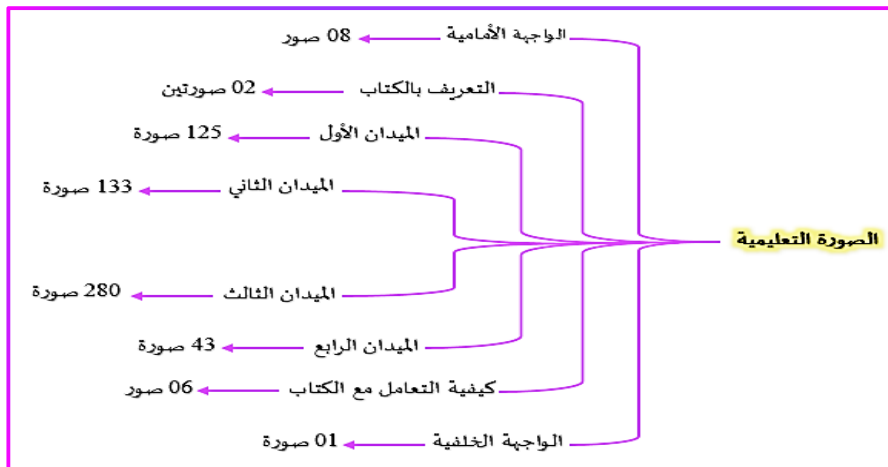 الواجهة الأمامية 08 صور
التعريف بالكتاب 02 صورتين
الميدان الأول 125 صورة
الميدان الثاني 133 صورة
الصورة التعليمية
الميدان الثالث 280 صورة
الميدان الرابع 43 صورة
كيفية التعامل مع الكتاب 06 صور
الواجهة الخلفية 01 صورة